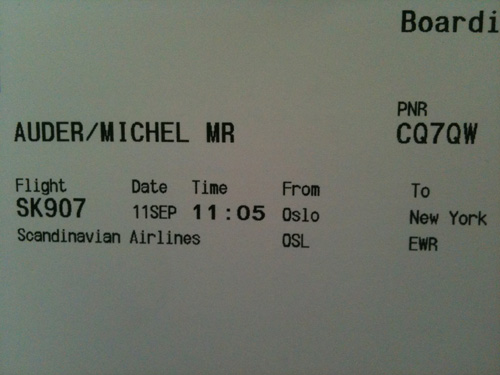 Boardi
PNR
AUDER/MICHEL MR CQ7QW
Flight Date Time From To
SK907 11SEP 11:05 Oslo New York
Scandinavian Airlines OSL EWR